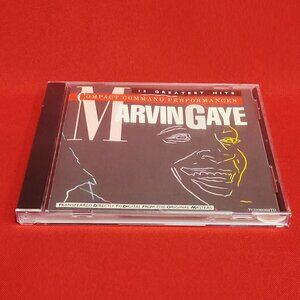 15 GREATEST HITS
COMPACT COMMAND PERFORMANCES
MARVIN GAYE
TRANSFERRED DIRECTLY TO DIGITAL FROM THE ORIGINAL MASTERS